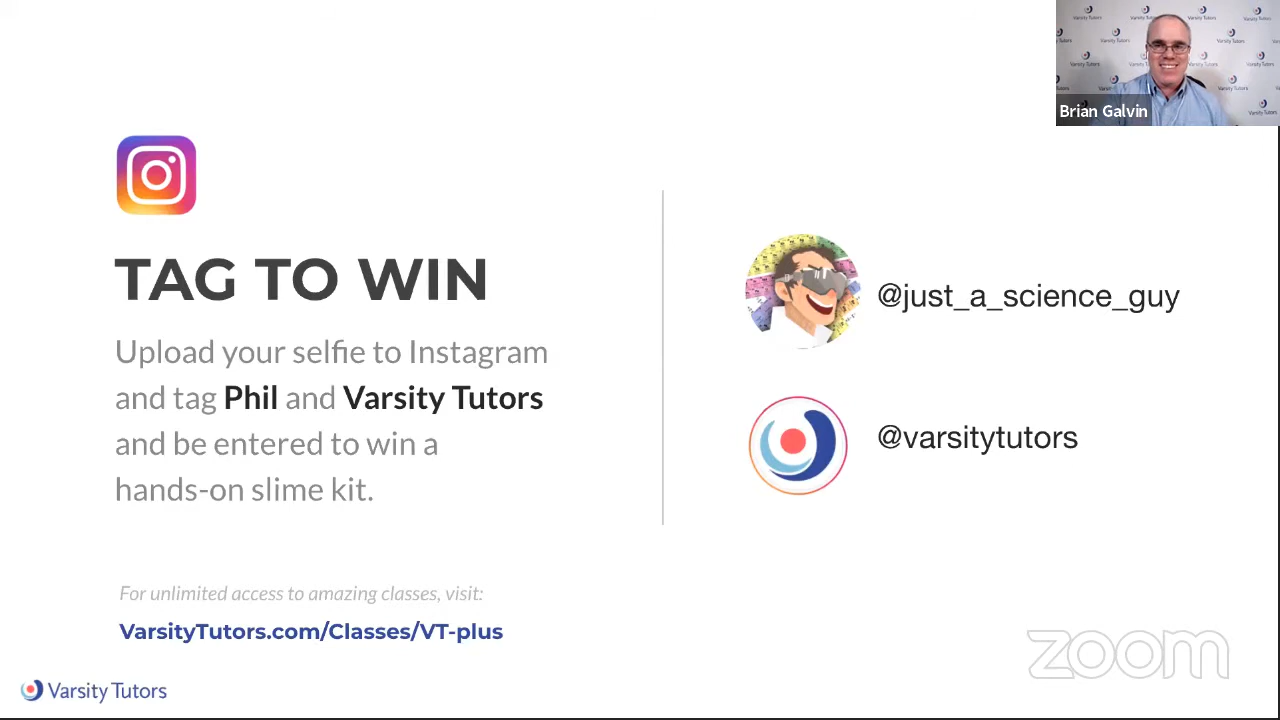 Brian Galvin
TAG TO WIN
Upload your selfie to Instagram
and tag Phil and Varsity Tutors
and be entered to win a
hands-on slime kit.
@just_a_science_guy
@varsitytutors
For unlimited access to amazing classes, visit:
VarsityTutors.com/Classes/VT-plus
Varsity Tutors
zoom